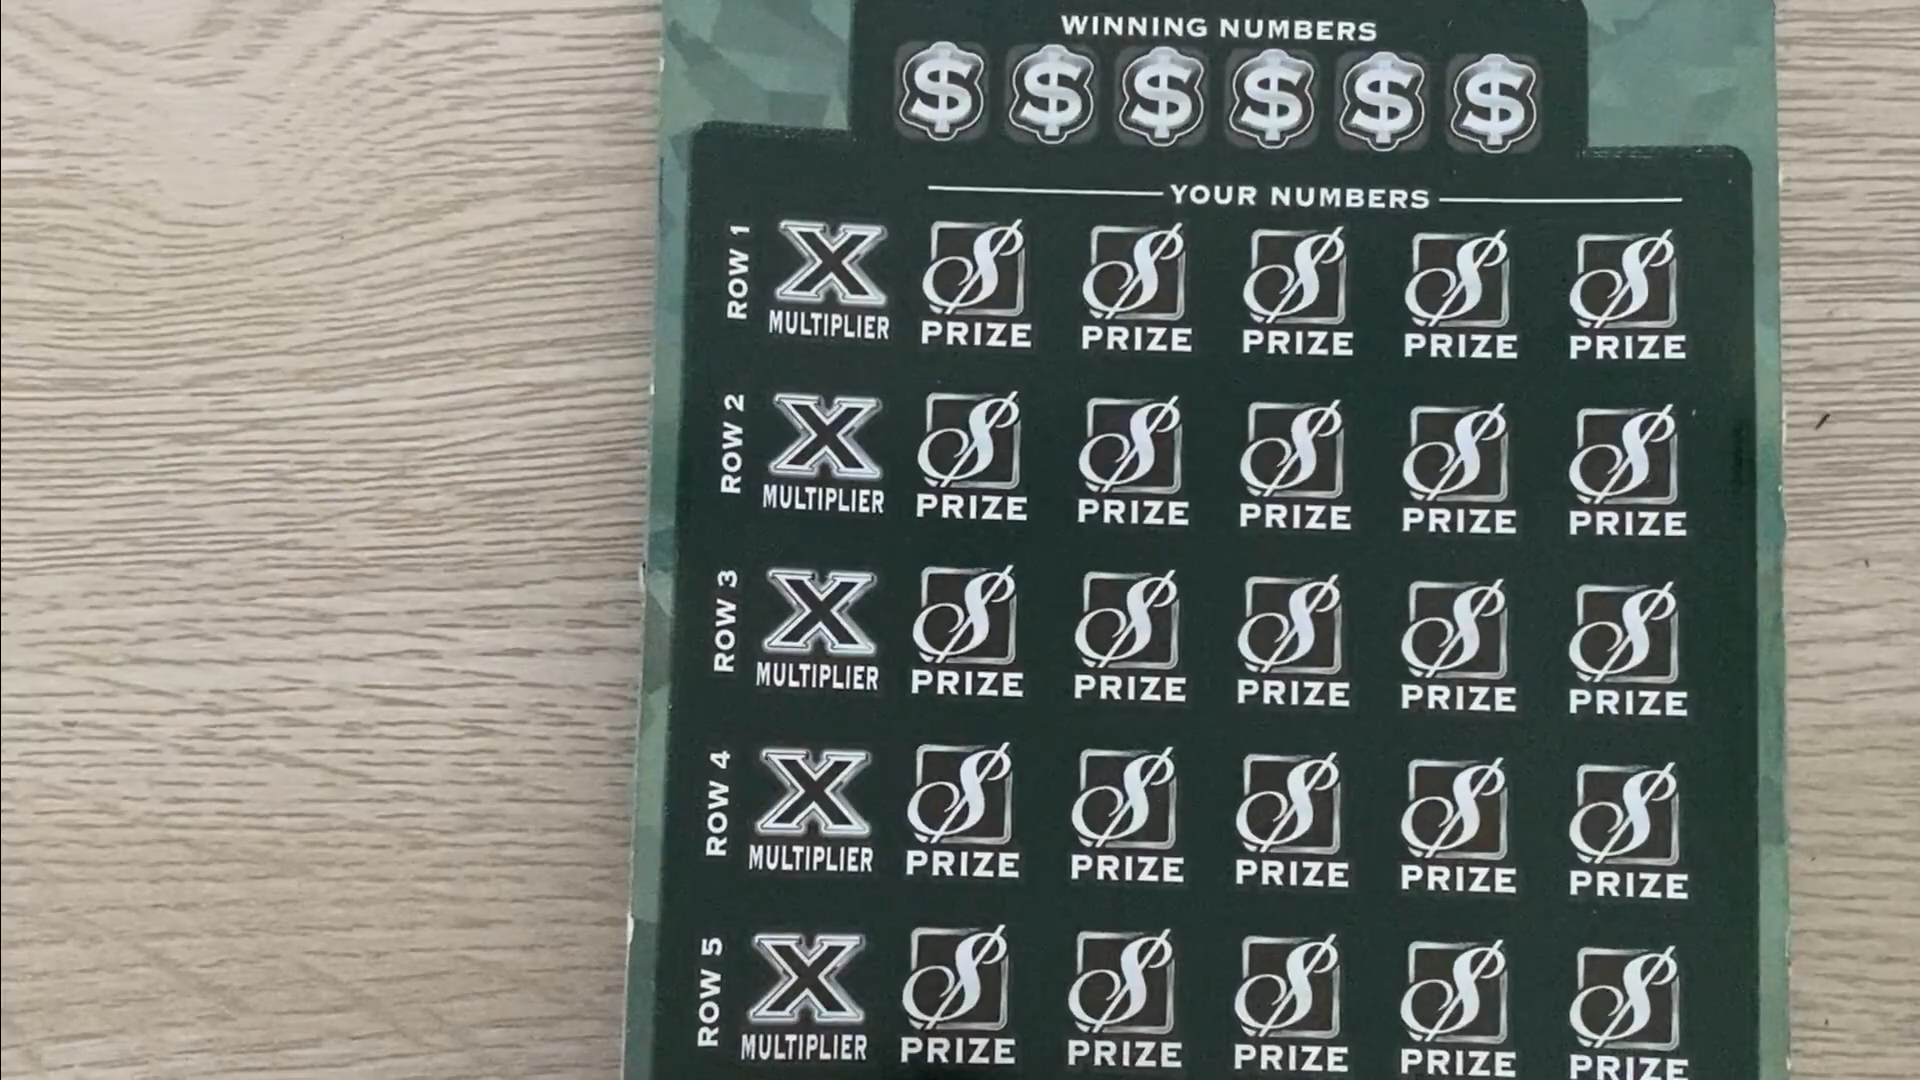 WINNING NUMBERS
$ $ $ $ $ $
YOUR NUMBERS
ROW 1
X $ $ $ $ $
MULTIPLIER PRIZE PRIZE PRIZE PRIZE PRIZE
ROW 2
X $ $ $ $ $
MULTIPLIER PRIZE PRIZE PRIZE PRIZE PRIZE
ROW 3
X $ $ $ $ $
MULTIPLIER PRIZE PRIZE PRIZE PRIZE PRIZE
ROW 4
X $ $ $ $ $
MULTIPLIER PRIZE PRIZE PRIZE PRIZE PRIZE
ROW 5
X $ $ $ $ $
MULTIPLIER PRIZE PRIZE PRIZE PRIZE PRIZE